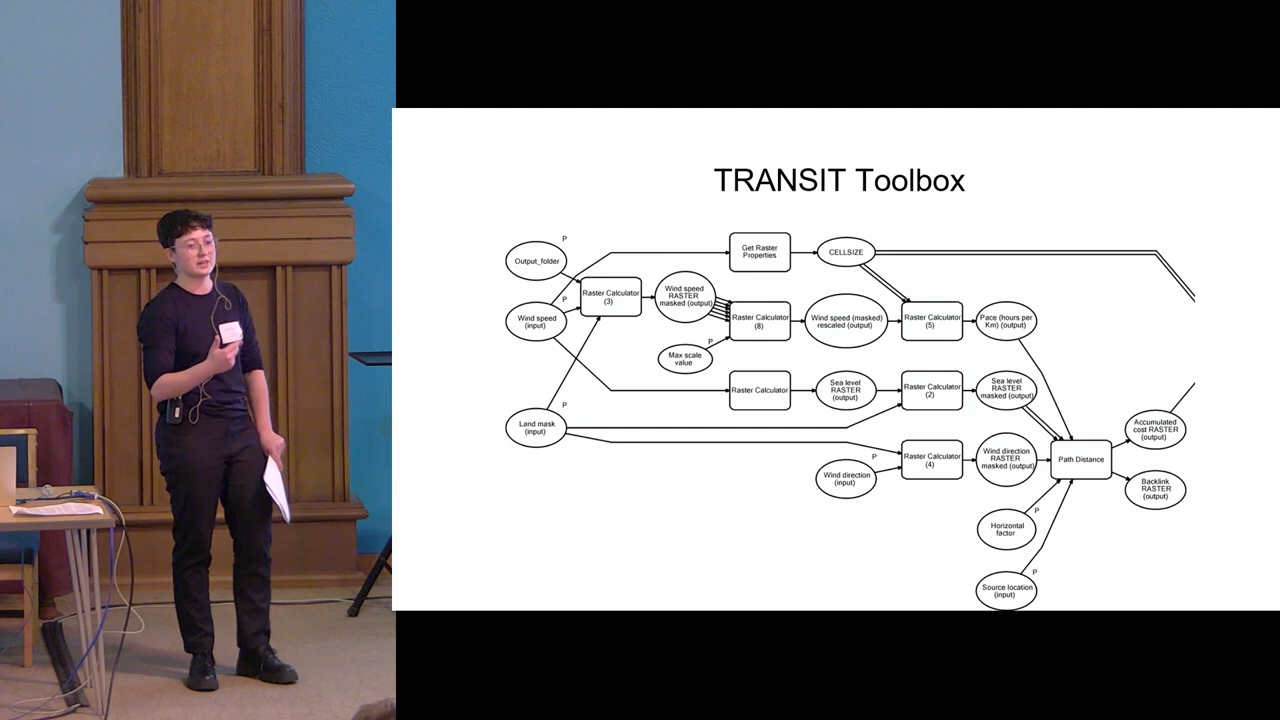 TRANSIT Toolbox
P
Output_folder
Get Raster
Properties
CELLSIZE
Raster Calculator
(3)
Wind speed
RASTER
masked (output)
P
Wind speed
(input)
Raster Calculator
(8)
Wind speed (masked)
rescaled (output)
Raster Calculator
(5)
Pace (hours per
Km) (output)
P
Max scale
value
Raster Calculator
Sea level
RASTER
(output)
Raster Calculator
(2)
Sea level
RASTER
masked (output)
P
Land mask
(input)
Accumulated
cost RASTER
(output)
P
Wind direction
(input)
Raster Calculator
(4)
Wind direction
RASTER
masked (output)
Path Distance
Backlink
RASTER
(output)
P
Horizontal
factor
P
Source location
(input)